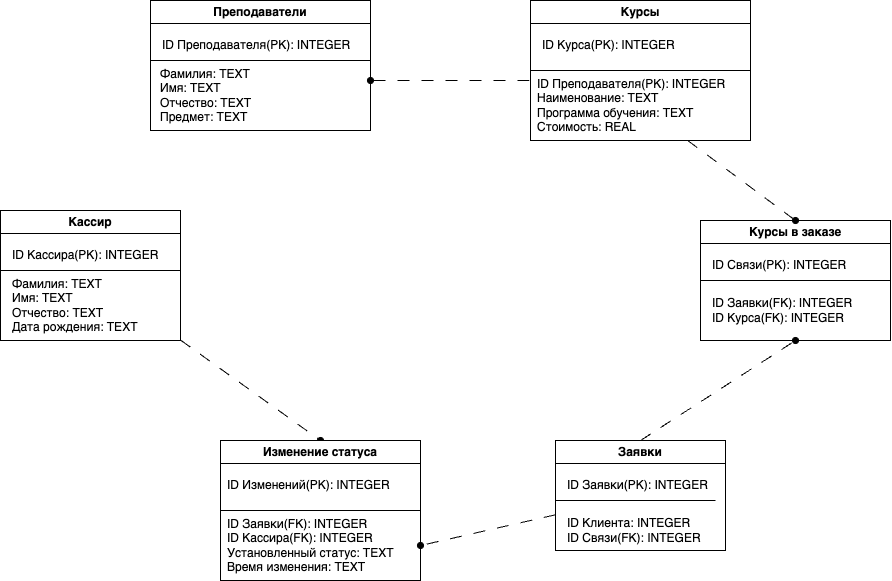 Преподаватели
ID Преподавателя(PK): INTEGER
Фамилия: TEXT
Имя: TEXT
Отчество: TEXT
Предмет: TEXT
Курсы
ID Курса(PK): INTEGER
ID Преподавателя(PK): INTEGER
Наименование: TEXT
Программа обучения: TEXT
Стоимость: REAL
Кассир
ID Кассира(PK): INTEGER
Фамилия: TEXT
Имя: TEXT
Отчество: TEXT
Дата рождения: TEXT
Курсы в заказе
ID Связи(PK): INTEGER
ID Заявки(FK): INTEGER
ID Курса(FK): INTEGER
Изменение статуса
ID Изменений(PK): INTEGER
ID Заявки(FK): INTEGER
ID Кассира(FK): INTEGER
Установленный статус: TEXT
Время изменения: TEXT
Заявки
ID Заявки(PK): INTEGER
ID Клиента: INTEGER
ID Связи(FK): INTEGER